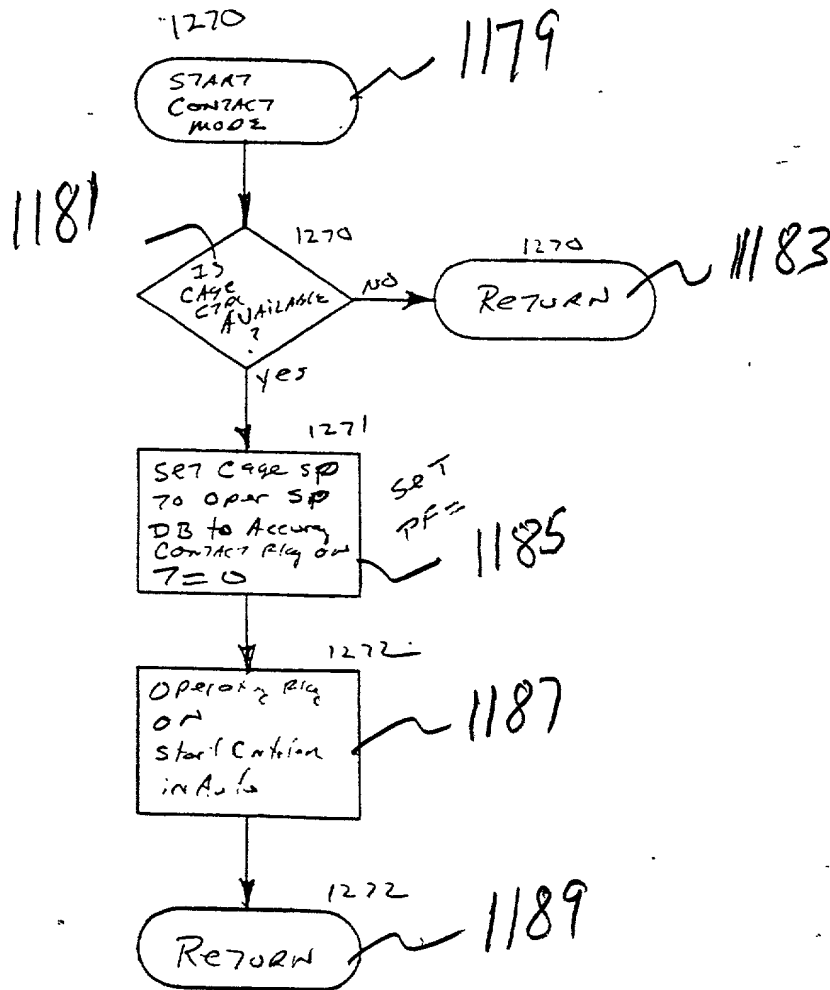 1270
1179
START
CONTACT
MODE
1181
1270
IS
CAGE
CTR
AVAILABLE
?
NO
1270
RETURN
1183
yes
1271
Set Cage SP
TO Oper SP
DB to Accuracy
CONTACT Flag on
T = 0
Set
PF =
1185
1272
Operating Flag
ON
Start
in Auto
1187
1272
RETURN
1189